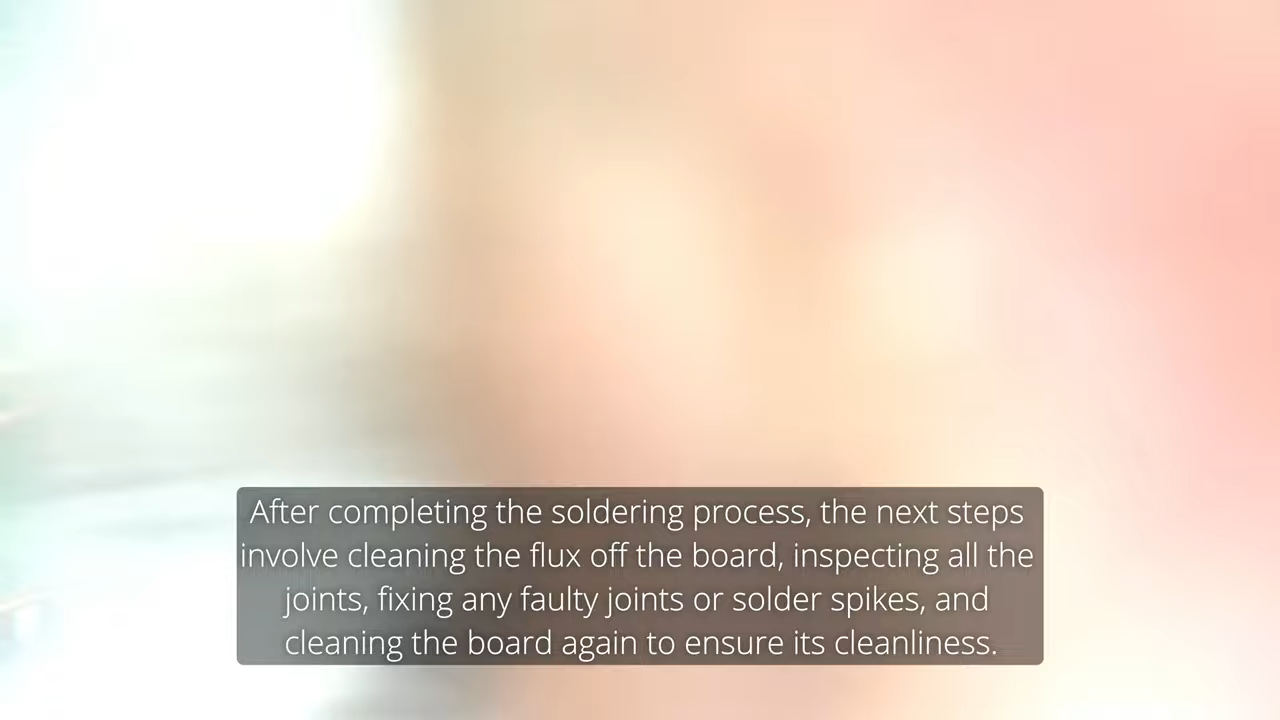 After completing the soldering process, the next steps
involve cleaning the flux off the board, inspecting all the
joints, fixing any faulty joints or solder spikes, and
cleaning the board again to ensure its cleanliness.